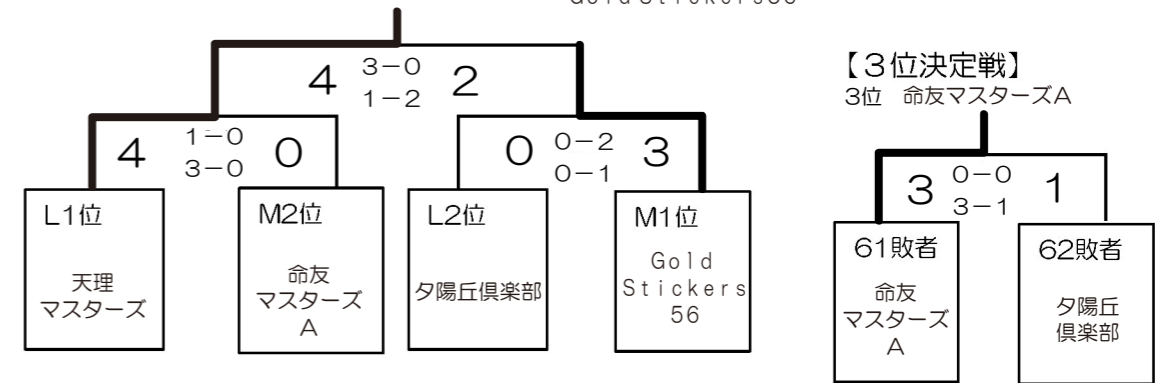 4 3-0 2
1-2
4 1-0 0
3-0
0 0-2 3
0-1
L1位
天理
マスターズ
M2位
命友
マスターズ
A
L2位
夕陽丘倶楽部
M1位
Gold
Stickers
56
【3位決定戦】
3位 命友マスターズA
3 0-0 1
3-1
61敗者
命友
マスターズ
A
62敗者
夕陽丘
倶楽部